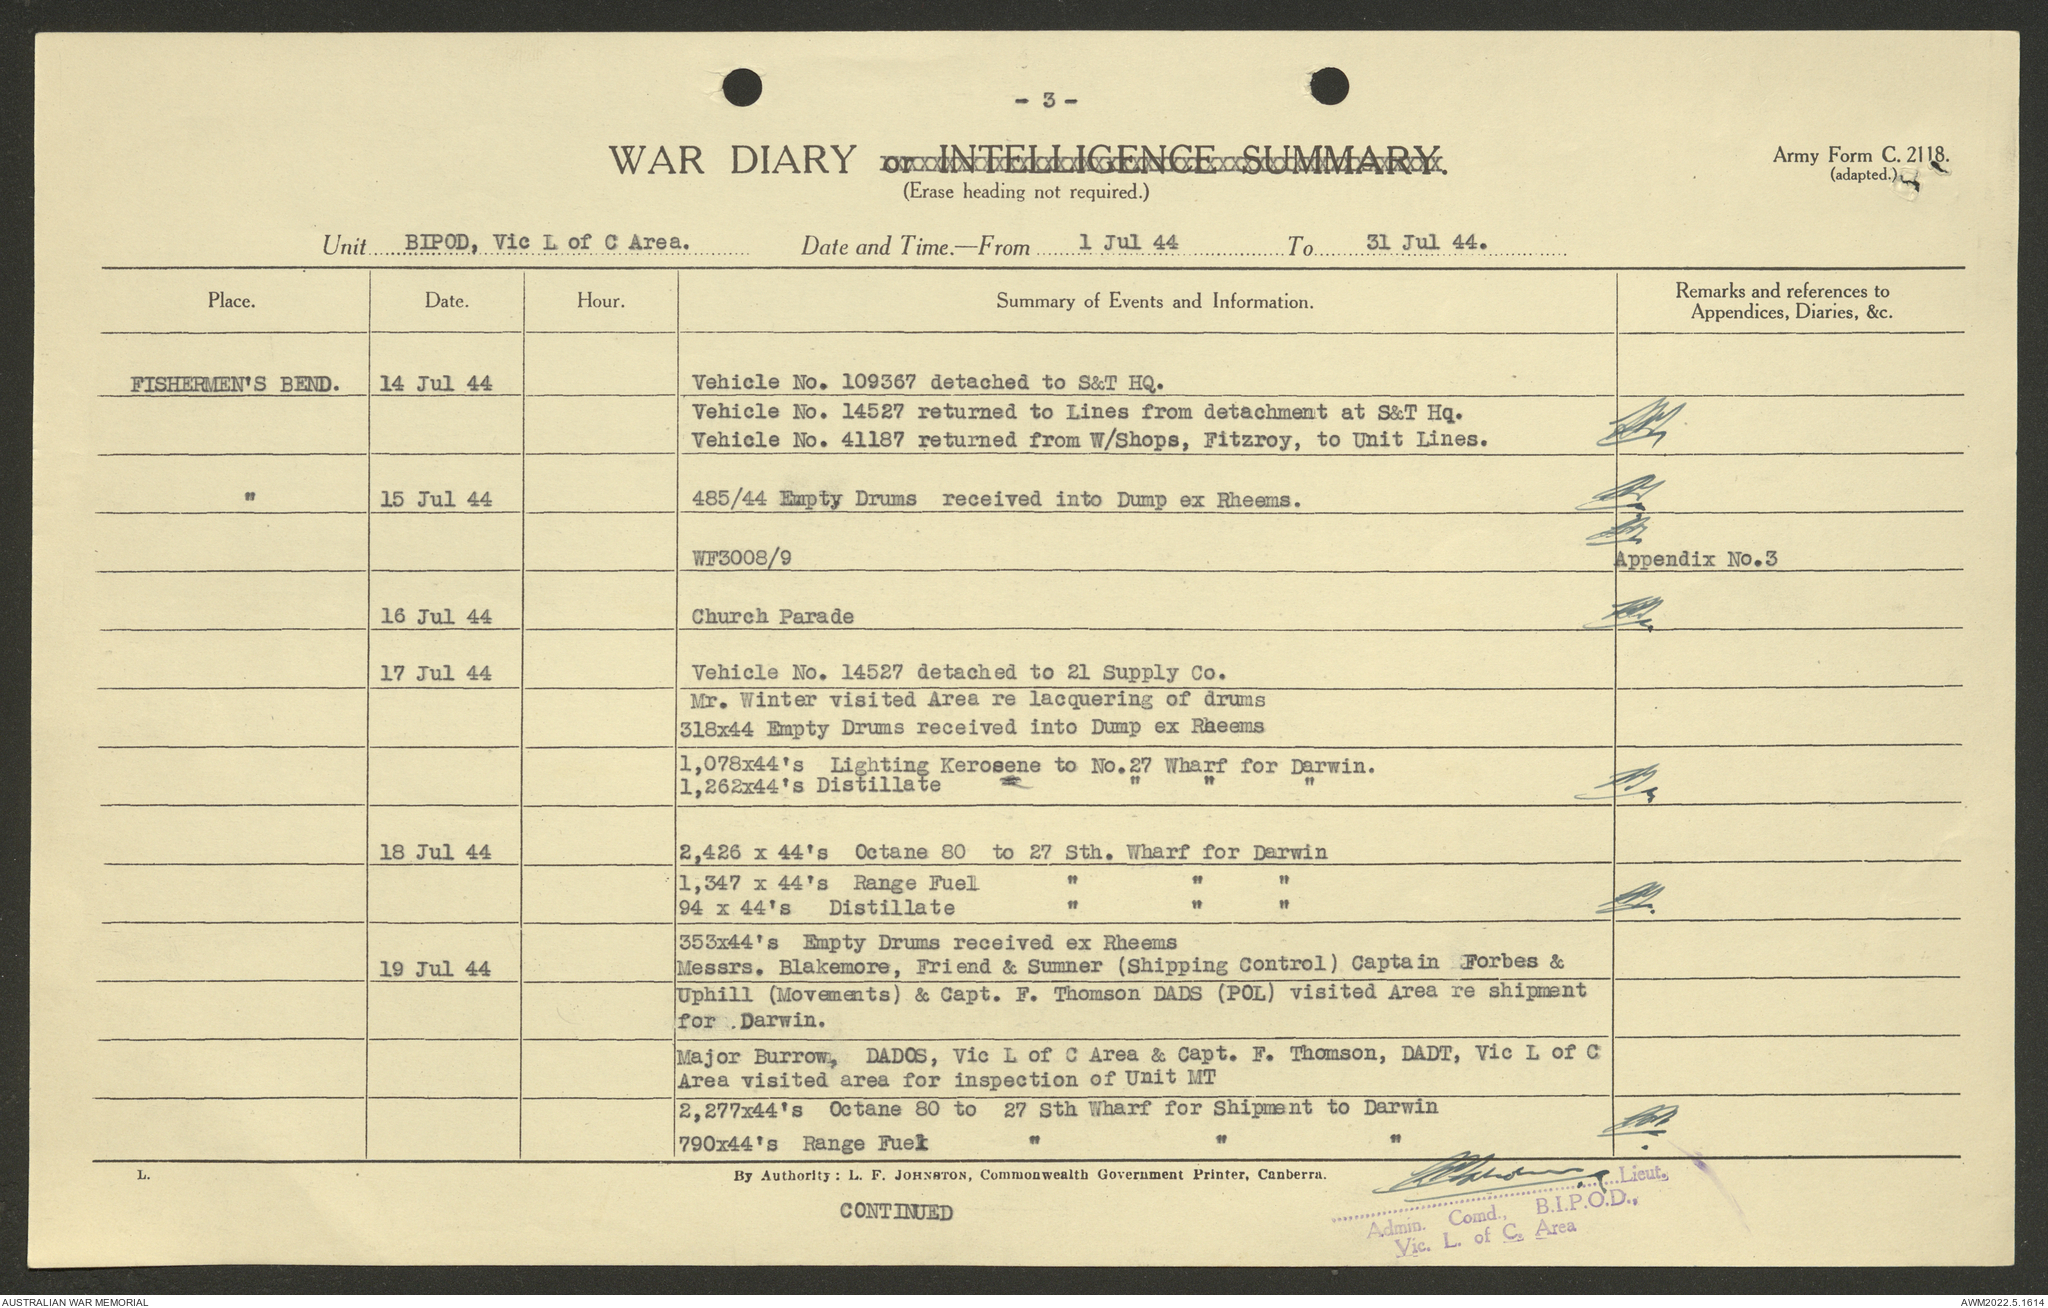 - 3 -
WAR DIARY or INTELLIGENCE SUMMARY.
(Erase heading not required.)
Army Form C. 2118.
(adapted.)
Unit BIPOD, Vic L of C Area. Date and Time.—From 1 Jul 44 To 31 Jul 44.
Place. Date. Hour. Summary of Events and Information. Remarks and references to
Appendices, Diaries, &c.
FISHERMEN'S BEND. 14 Jul 44 Vehicle No. 109367 detached to S&T HQ.
Vehicle No. 14527 returned to Lines from detachment at S&T Hq.
Vehicle No. 41187 returned from W/Shops, Fitzroy, to Unit Lines.
" 15 Jul 44 485/44 Empty Drums received into Dump ex Rheems.
WF3008/9 Appendix No.3
16 Jul 44 Church Parade
17 Jul 44 Vehicle No. 14527 detached to 21 Supply Co.
Mr. Winter visited Area re lacquering of drums
318x44 Empty Drums received into Dump ex Rheems
1,078x44's Lighting Kerosene to No.27 Wharf for Darwin.
1,262x44's Distillate " " "
18 Jul 44 2,426 x 44's Octane 80 to 27 Sth. Wharf for Darwin
1,347 x 44's Range Fuel " " "
94 x 44's Distillate " " "
353x44's Empty Drums received ex Rheems
19 Jul 44 Messrs. Blakemore, Friend & Sumner (Shipping Control) Captain Forbes &
Uphill (Movements) & Capt. F. Thomson DADS (POL) visited Area re shipment
for Darwin.
Major Burrow, DADOS, Vic L of C Area & Capt. F. Thomson, DADT, Vic L of C
Area visited area for inspection of Unit MT
2,277x44's Octane 80 to 27 Sth Wharf for Shipment to Darwin
790x44's Range Fuel " " "
L. By Authority: L. F. JOHNSTON, Commonwealth Government Printer, Canberra.
CONTINUED
Lieut.
Admin. Comd., B.I.P.O.D.,
Vic. L. of C. Area
AUSTRALIAN WAR MEMORIAL AWM2022.5.1614